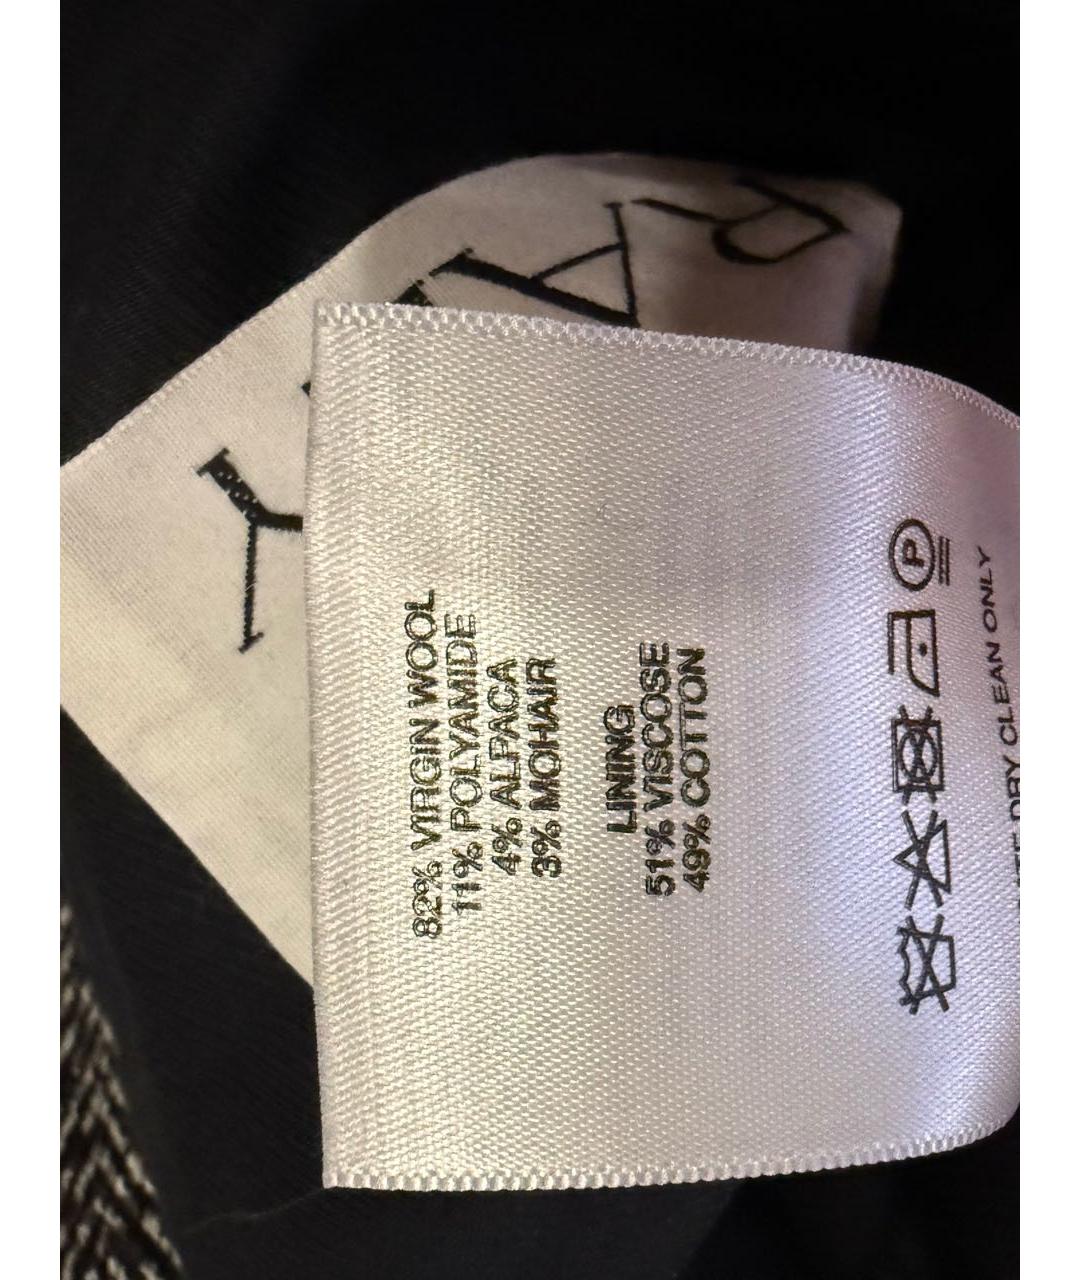 82% VIRGIN WOOL
11% POLYAMIDE
4% ALPACA
3% MOHAIR
LINING
51% VISCOSE
49% COTTON
P
DRY CLEAN ONLY